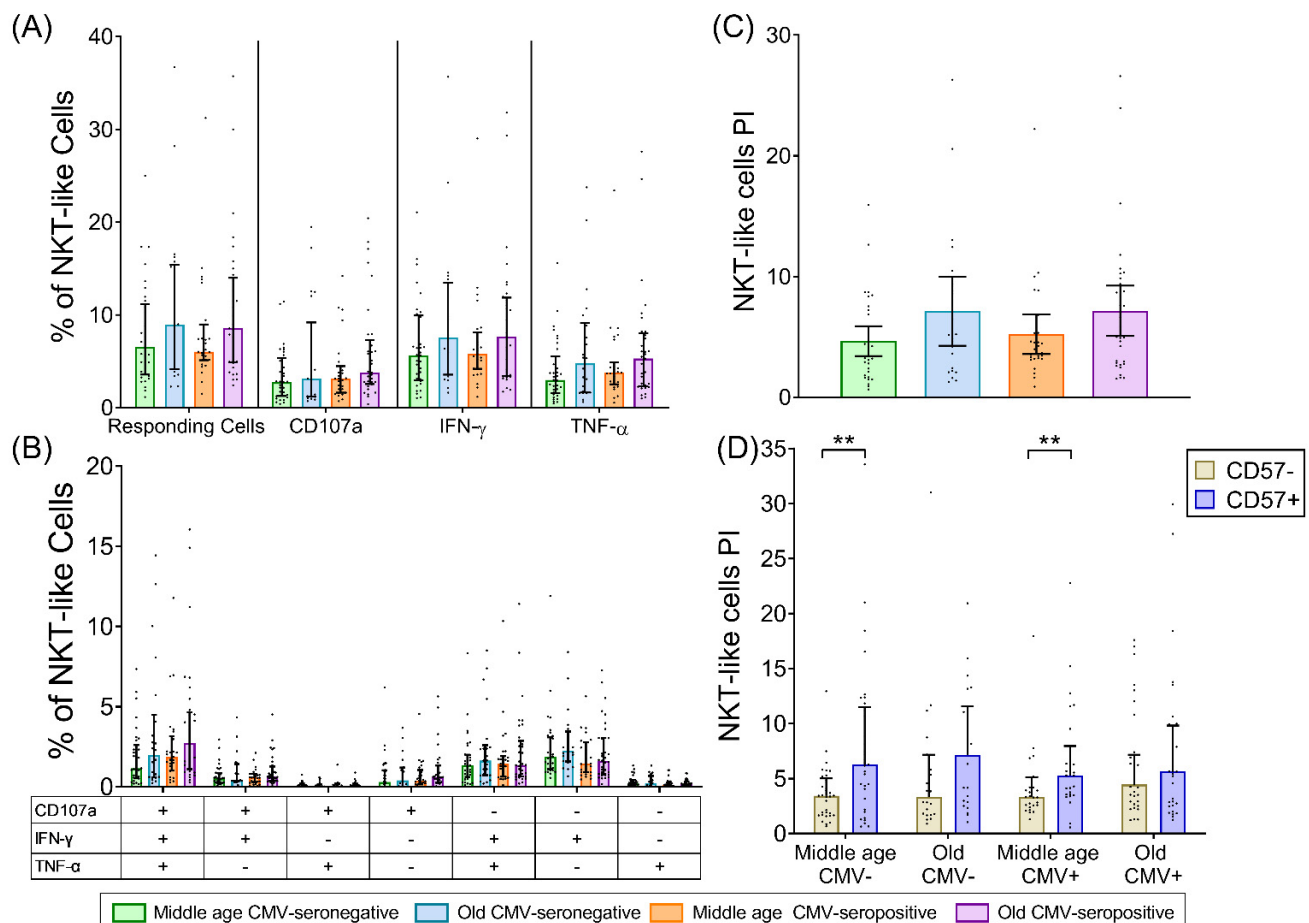 (A)
% of NKT-like Cells
40
30
20
10
0
Responding Cells CD107a IFN-γ TNF-α
(C)
NKT-like cells PI
30
20
10
0
(B)
% of NKT-like Cells
20
15
10
5
0
CD107a + + + + - - -
IFN-γ + + - - + + -
TNF-α + - + - + - +
(D)
NKT-like cells PI
35
30
25
20
15
10
5
0
** **
CD57-
CD57+
Middle age Old Middle age Old
CMV- CMV- CMV+ CMV+
Middle age CMV-seronegative Old CMV-seronegative Middle age CMV-seropositive Old CMV-seropositive